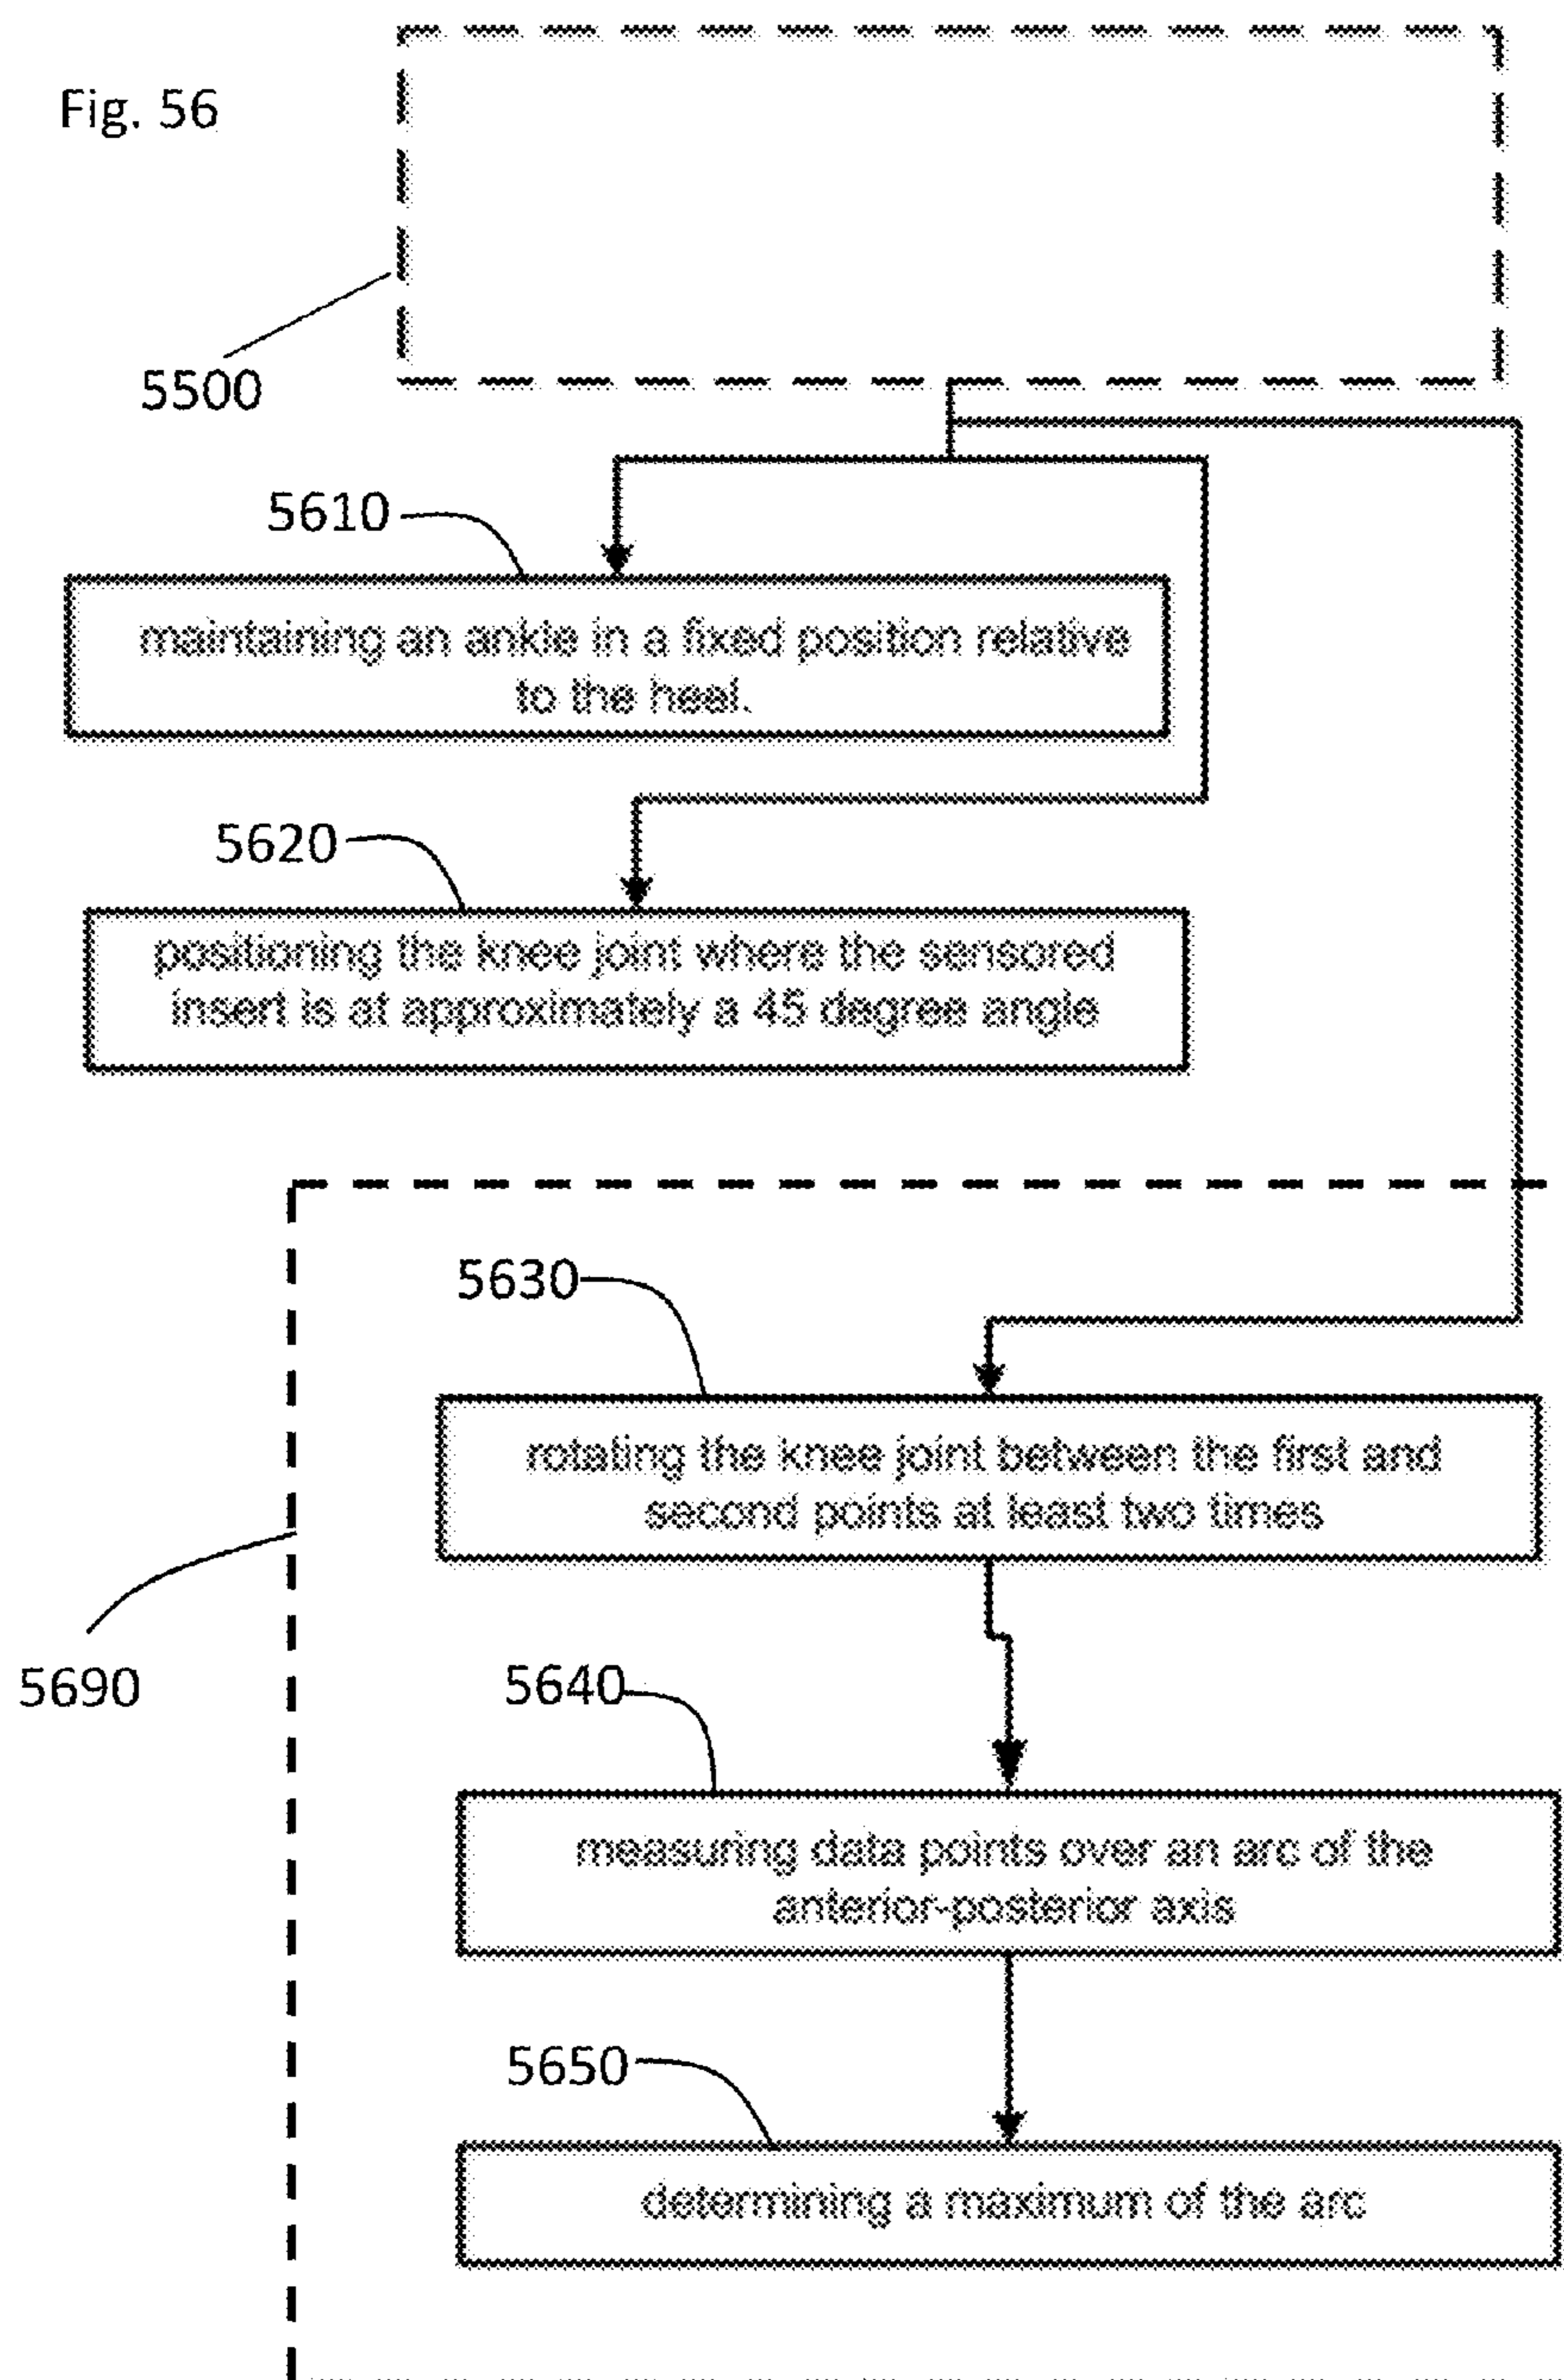 Fig. 56
5500
5610
maintaining an ankle in a fixed position relative
to the heel.
5620
positioning the knee joint where the sensored
insert is at approximately a 45 degree angle
5630
rotating the knee joint between the first and
second points at least two times
5690
5640
measuring data points over an arc of the
anterior-posterior axis
5650
determining a maximum of the arc